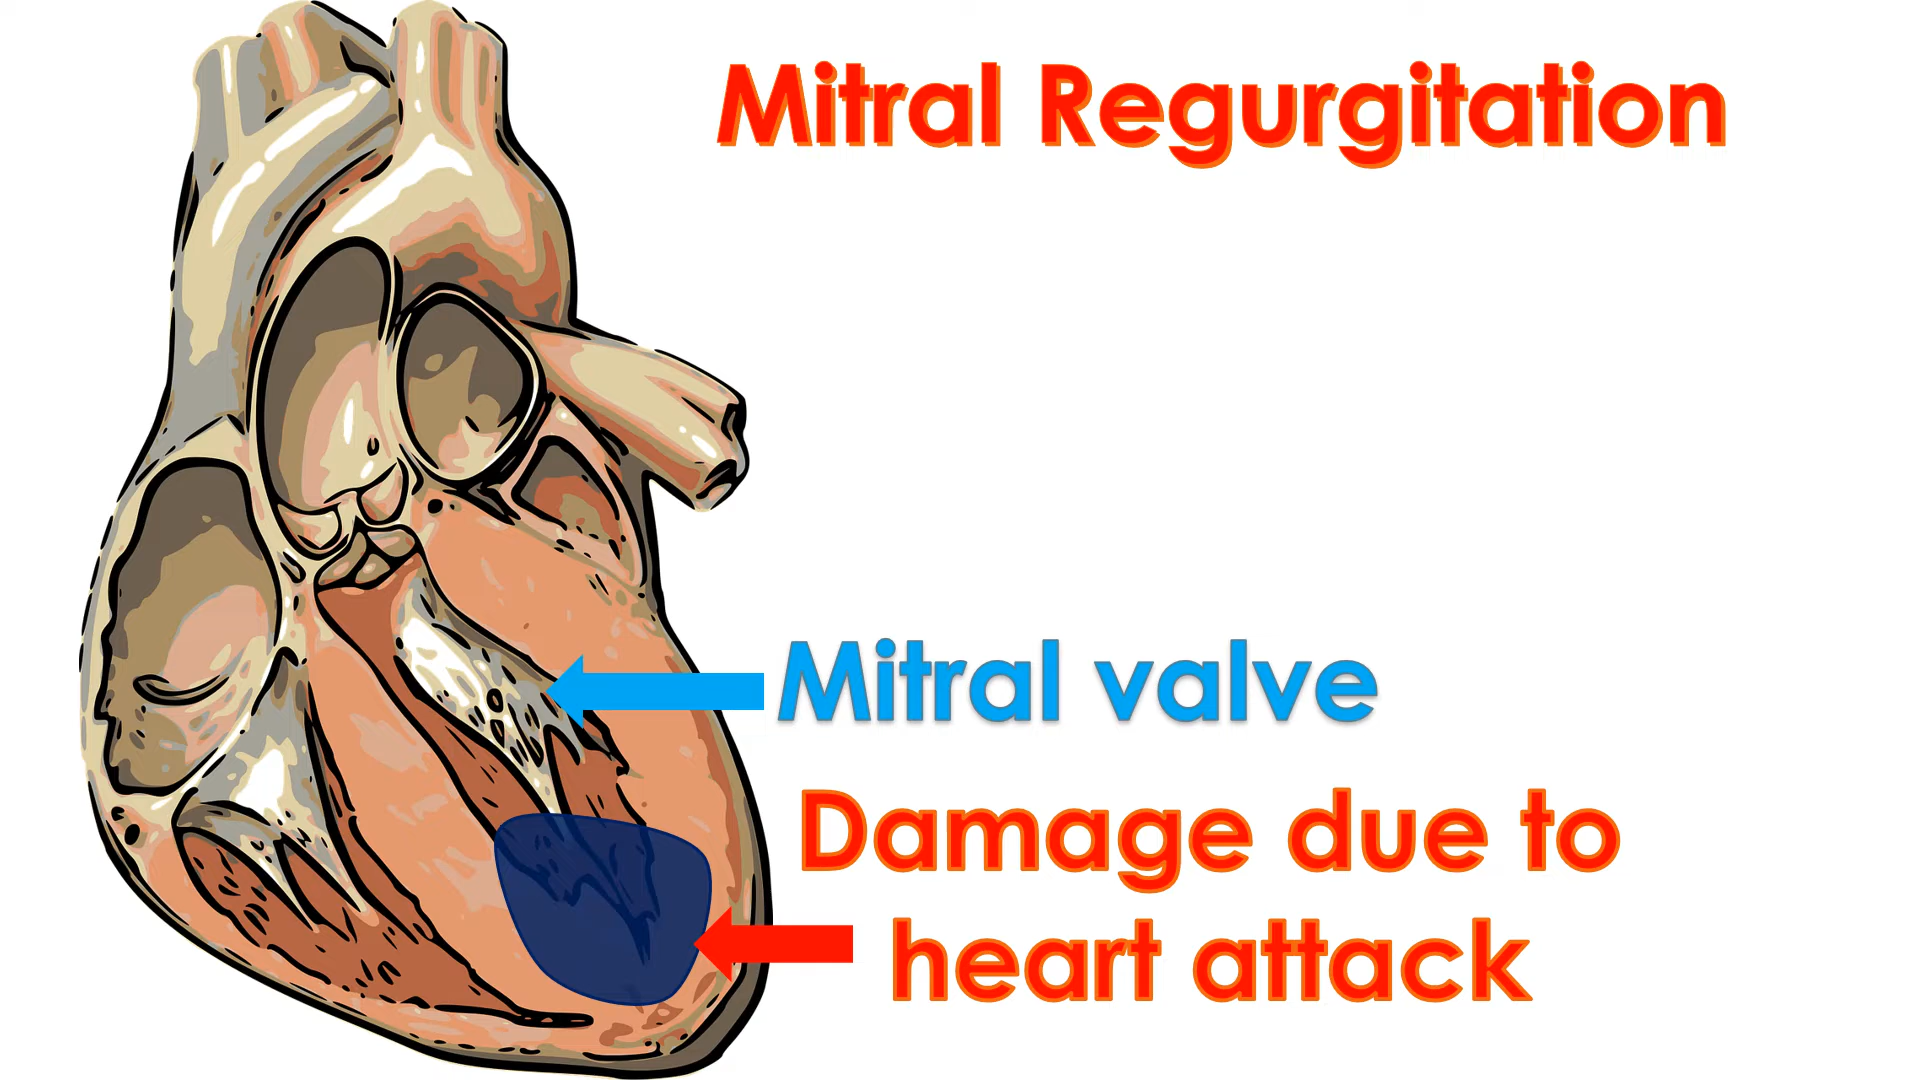 Mitral Regurgitation
Mitral valve
Damage due to
heart attack